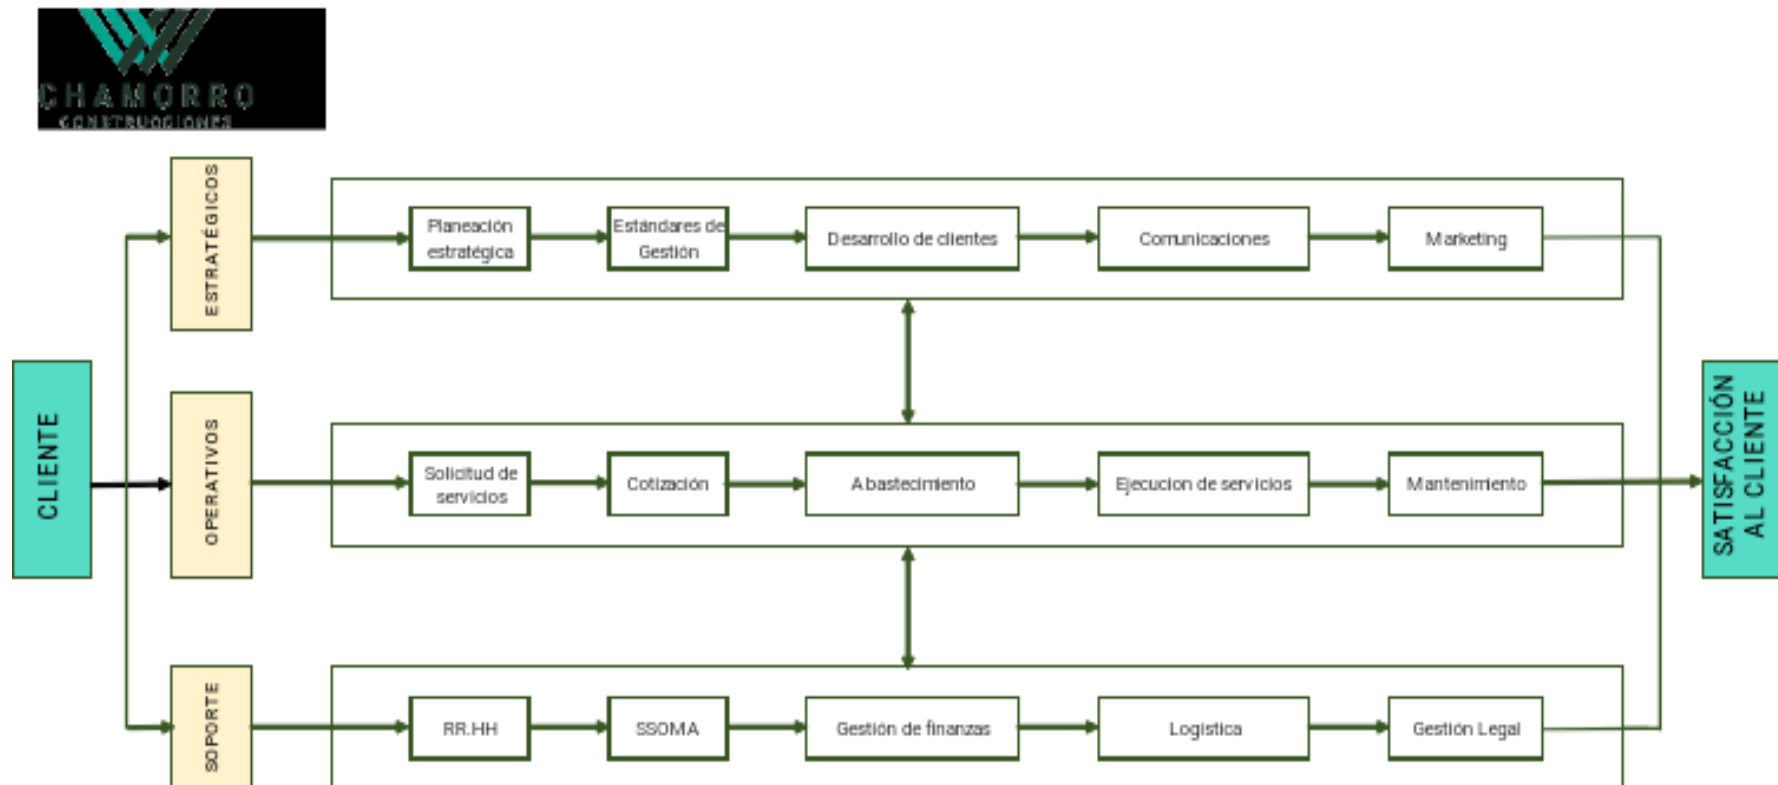 CHAMORRO
CONSTRUCCIONES
ESTRATÉGICOS
Planeación
estratégica
Estándares de
Gestión
Desarrollo de clientes
Comunicaciones
Marketing
CLIENTE
OPERATIVOS
Solicitud de
servicios
Cotización
Abastecimiento
Ejecucion de servicios
Mantenimiento
SATISFACCIÓN
AL CLIENTE
SOPORTE
RR.HH
SSOMA
Gestión de finanzas
Logística
Gestión Legal